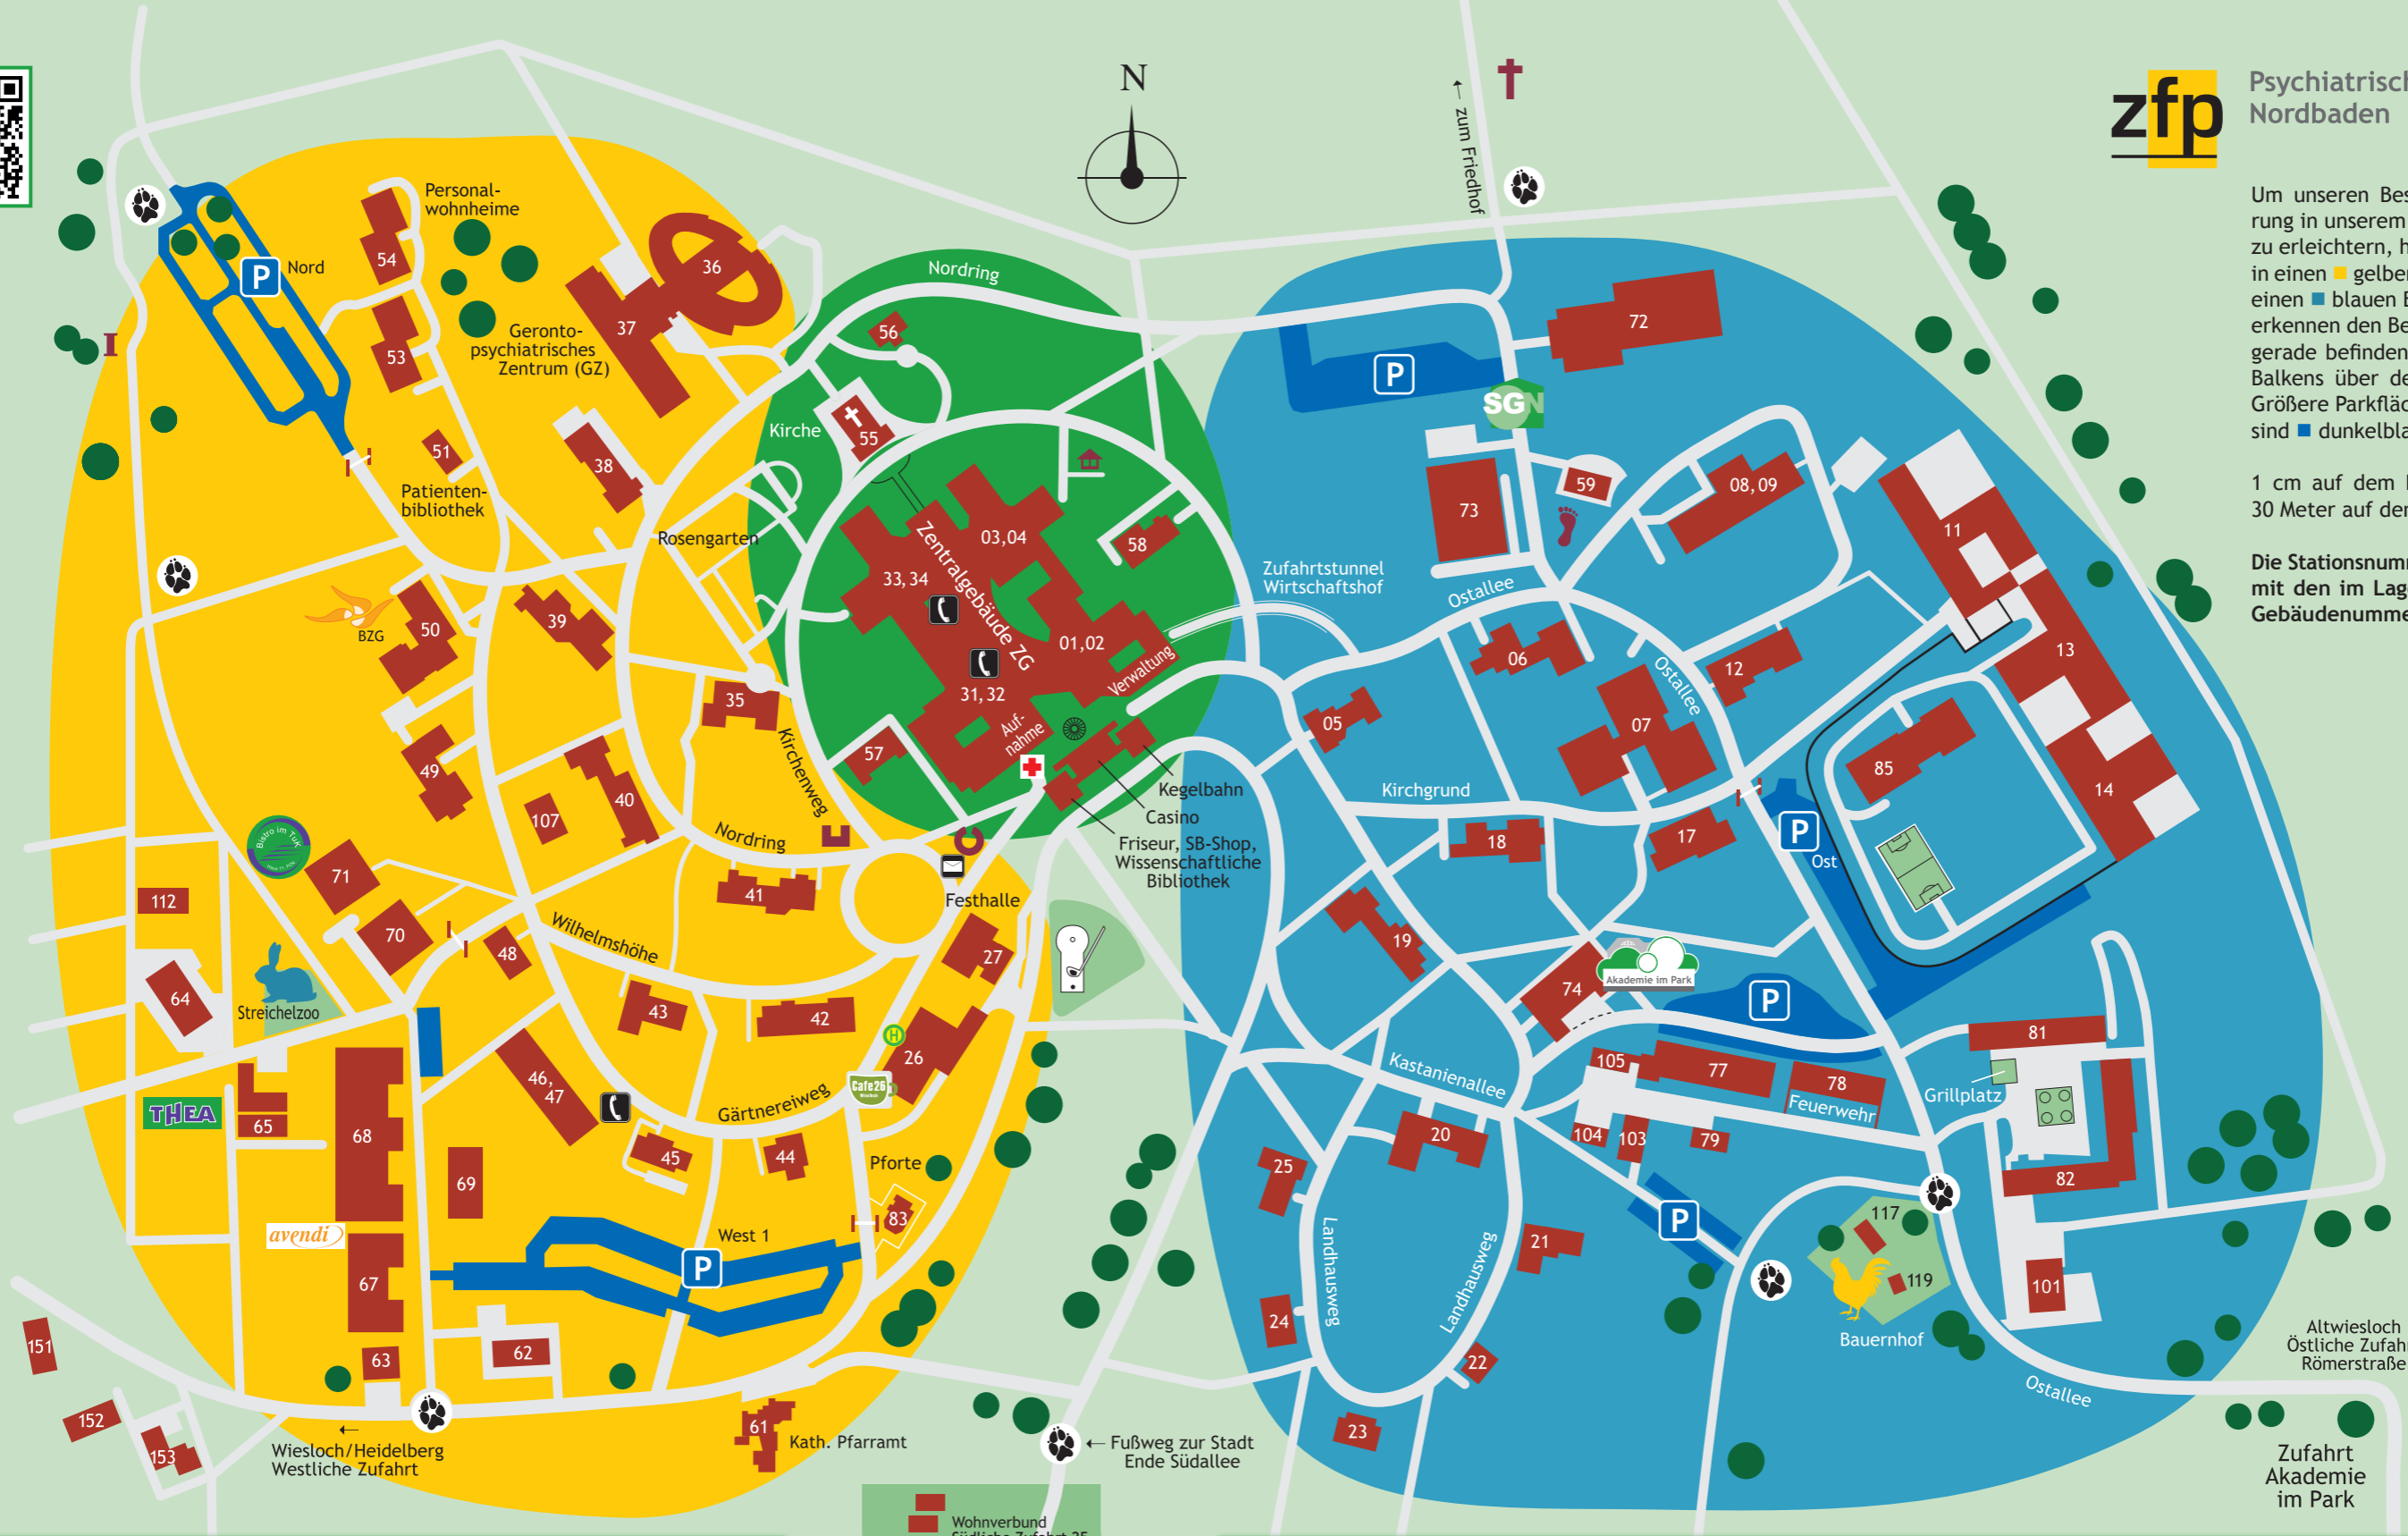 N
zfp
Psychiatrisch
Nordbaden
Um unseren Bes
rung in unserem
zu erleichtern, h
in einen gelber
einen blauen B
erkennen den Be
gerade befinden
Balkens über de
Größere Parkfläc
sind dunkelbla
1 cm auf dem
30 Meter auf der
Die Stationsnumm
mit den im Lage
Gebäudenumme
← zum Friedhof
Personal-
wohnheime
54
P
Nord
53
36
37
Geronto-
psychiatrisches
Zentrum (GZ)
38
51
Patienten-
bibliothek
Nordring
56
Kirche
55
Rosengarten
58
03,04
33,34
Zentralgebäude ZG
01,02
Verwaltung
31,32
Auf-
nahme
57
Kegelbahn
Casino
Friseur, SB-Shop,
Wissenschaftliche
Bibliothek
Zufahrtstunnel
Wirtschaftshof
P
72
SGN
73
59
08,09
11
13
14
Ostallee
06
Ostallee
12
05
07
85
Kirchgrund
18
17
P
Ost
19
74
Akademie im Park
P
BZG
50
39
35
49
40
107
Kirchenweg
Nordring
Bistro im TuK
71
70
41
Festhalle
112
64
Streichelzoo
48
Wilhelmshöhe
27
43
42
H
26
46,
47
Cafe26
Gärtnereiweg
THEA
65
68
45
44
Pforte
69
83
avendi
67
West 1
P
63
62
151
152
153
←
Wiesloch/Heidelberg
Westliche Zufahrt
61
Kath. Pfarramt
← Fußweg zur Stadt
Ende Südallee
Wohnverbund
Kastanienallee
105
77
78
Feuerwehr
104
103
79
20
25
Landhausweg
Landhausweg
21
24
22
23
P
81
Grillplatz
82
117
119
Bauernhof
101
Ostallee
Altwiesloch
Östliche Zufah
Römerstraße
Zufahrt
Akademie
im Park